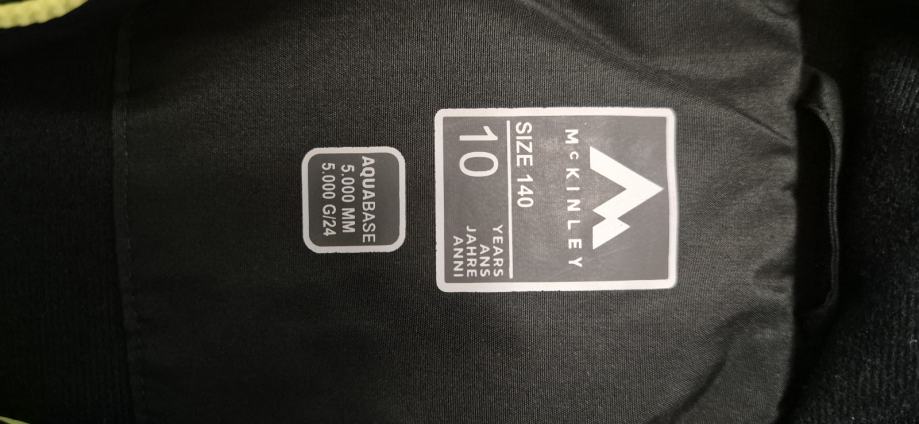 McKINLEY
SIZE 140
10
YEARS
ANS
JAHRE
ANNI
AQUABASE
5.000 MM
5.000 G/24